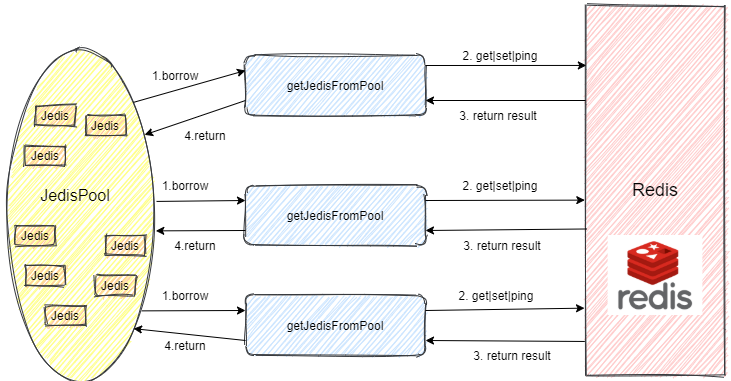 1.borrow
getJedisFromPool
2. get|set|ping
3. return result
4.return
Jedis
Jedis
Jedis
JedisPool
1.borrow
getJedisFromPool
2. get|set|ping
3. return result
4.return
Redis
Jedis
Jedis
Jedis
Jedis
Jedis
1.borrow
getJedisFromPool
2. get|set|ping
3. return result
4.return
redis